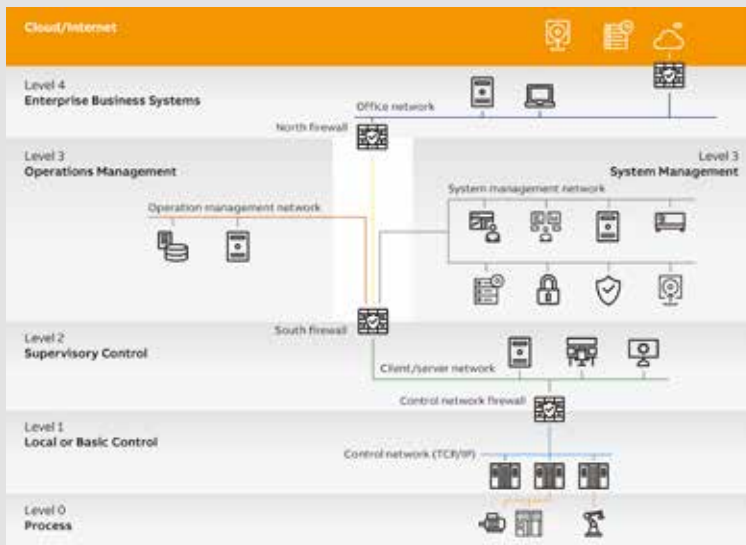 Cloud/Internet
Level 4
Enterprise Business Systems
Office network
North firewall
Level 3
Operations Management
Level 3
System Management
System management network
Operation management network
South firewall
Level 2
Supervisory Control
Client/server network
Control network firewall
Level 1
Local or Basic Control
Control network (TCP/IP)
Level 0
Process